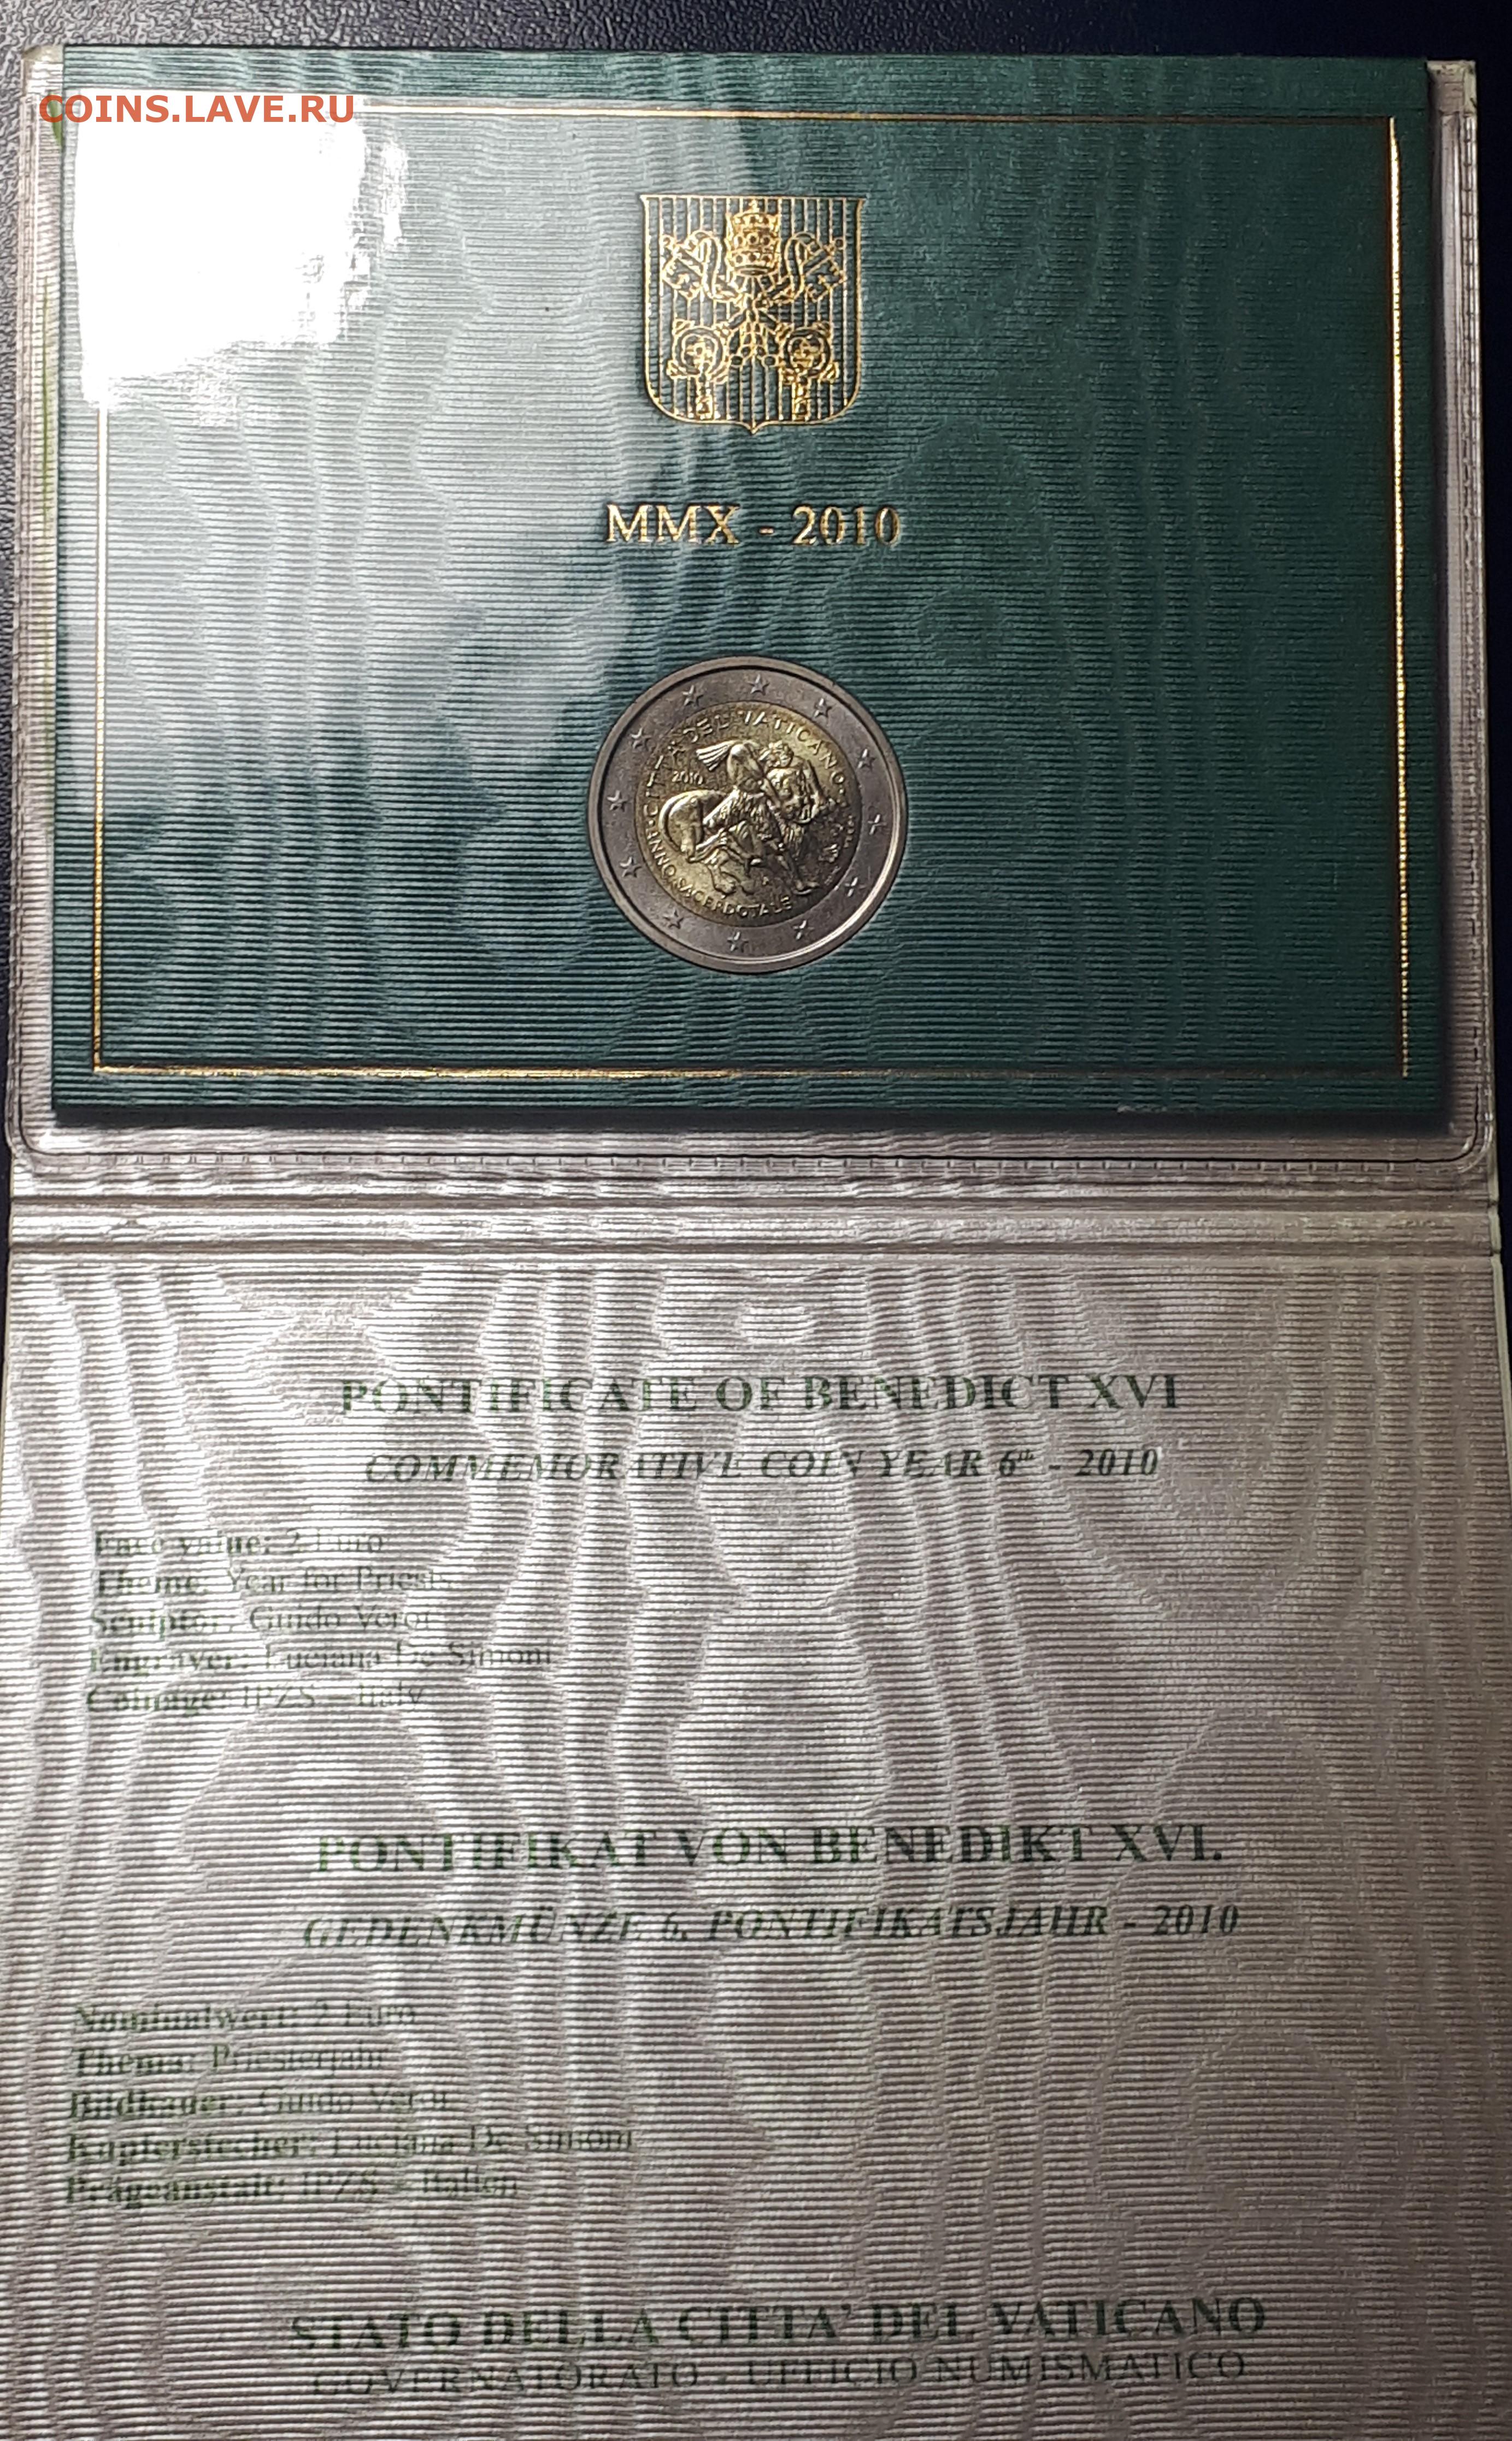 COINS.LAVE.RU
MMX - 2010
CITTA' DEL VATICANO
2010
ANNO SACERDOTALE
PONTIFICATE OF BENEDICT XVI
COMMEMORATIVE COIN YEAR 6th - 2010
Face value: 2 Euro
Theme: Year for Priests
Sculptor: Guido Veroi
Engraver: Luciana De Simoni
Coinage: IPZS - Italy
PONTIFIKAT VON BENEDIKT XVI.
GEDENKMÜNZE 6. PONTIFIKATSJAHR - 2010
Nominalwert: 2 Euro
Thema: Priesterjahr
Bildhauer: Guido Veroi
Kupferstecher: Luciana De Simoni
Prägeanstalt: IPZS - Italien
STATO DELLA CITTA' DEL VATICANO
GOVERNATORATO - UFFICIO NUMISMATICO